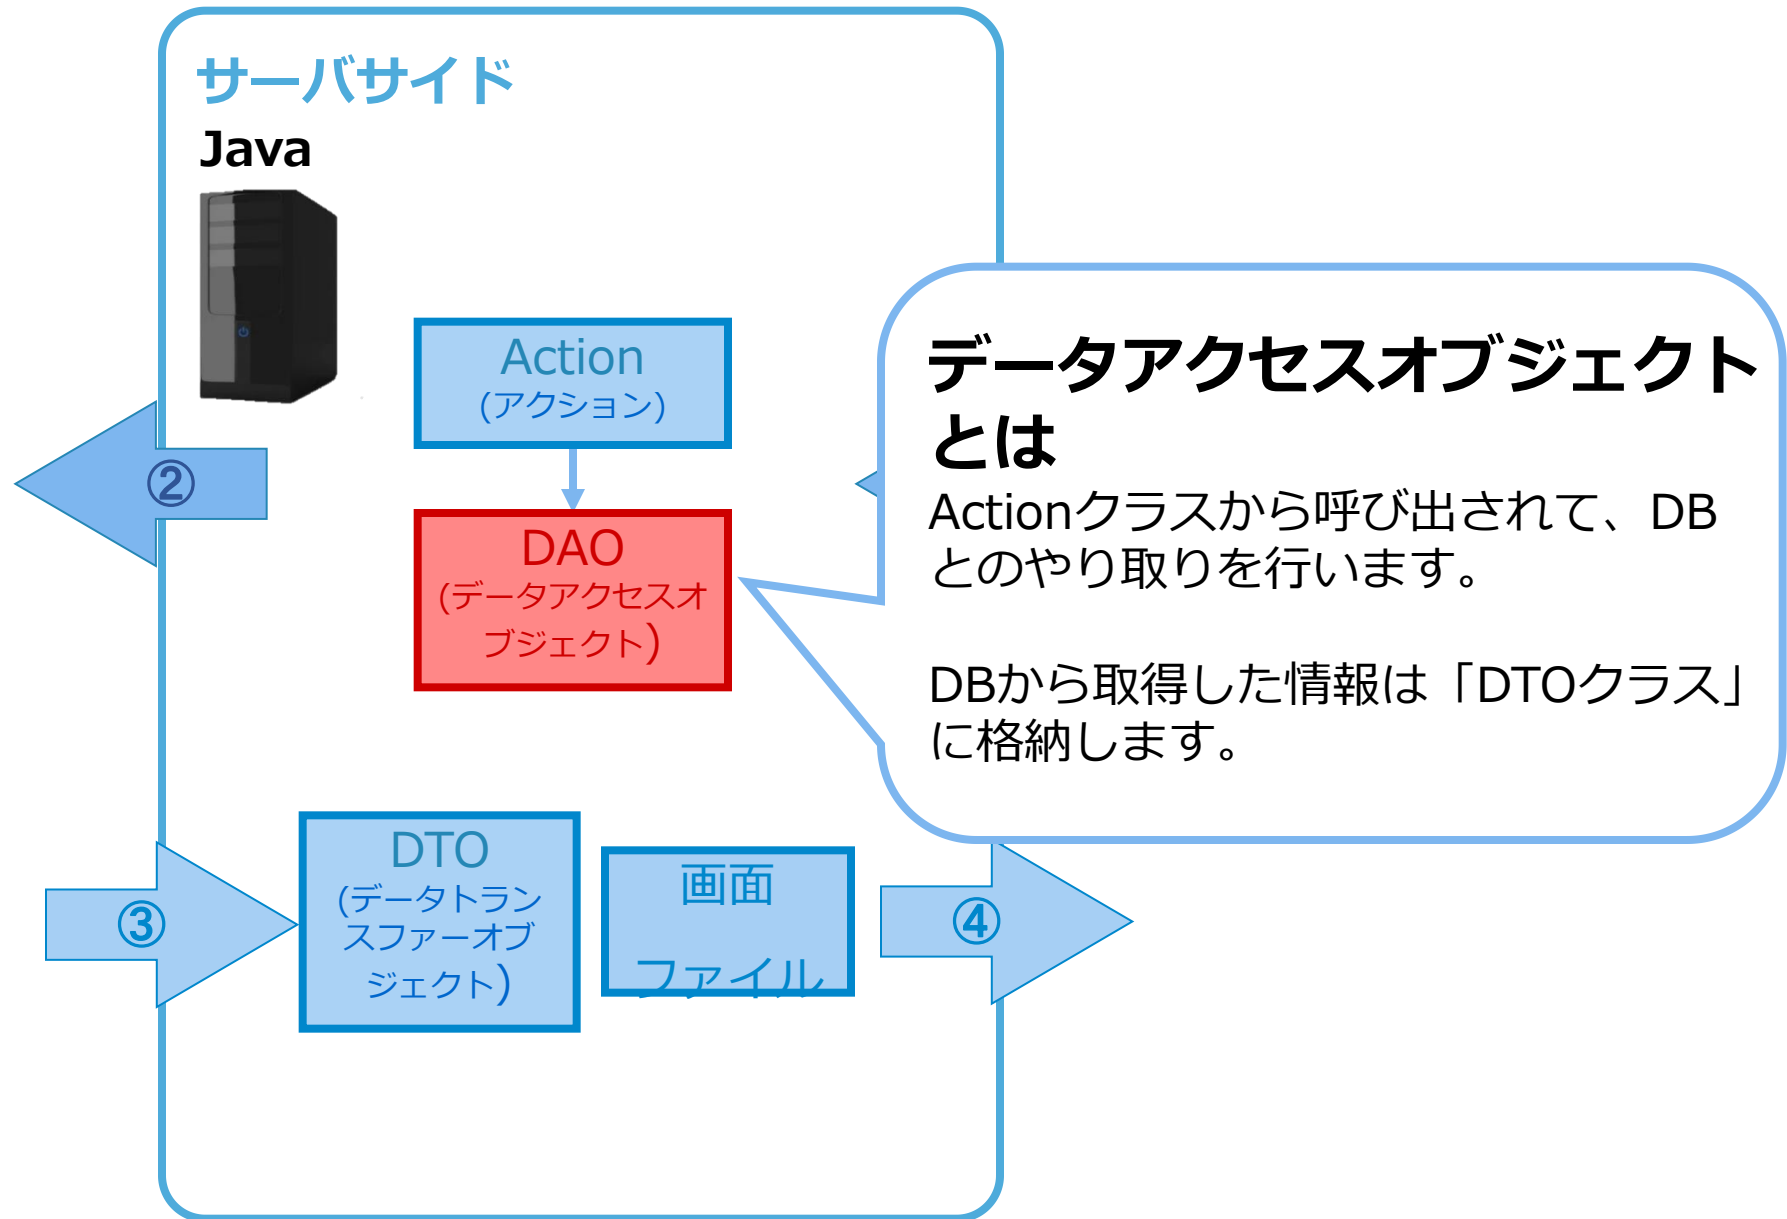 サーバサイド
Java
Action
(アクション)
②
DAO
(データアクセスオ
ブジェクト)
データアクセスオブジェクト
とは
Actionクラスから呼び出されて、DB
とのやり取りを行います。
DBから取得した情報は「DTOクラス」
に格納します。
③
DTO
(データトラン
スファーオブ
ジェクト)
画面
ファイル
④